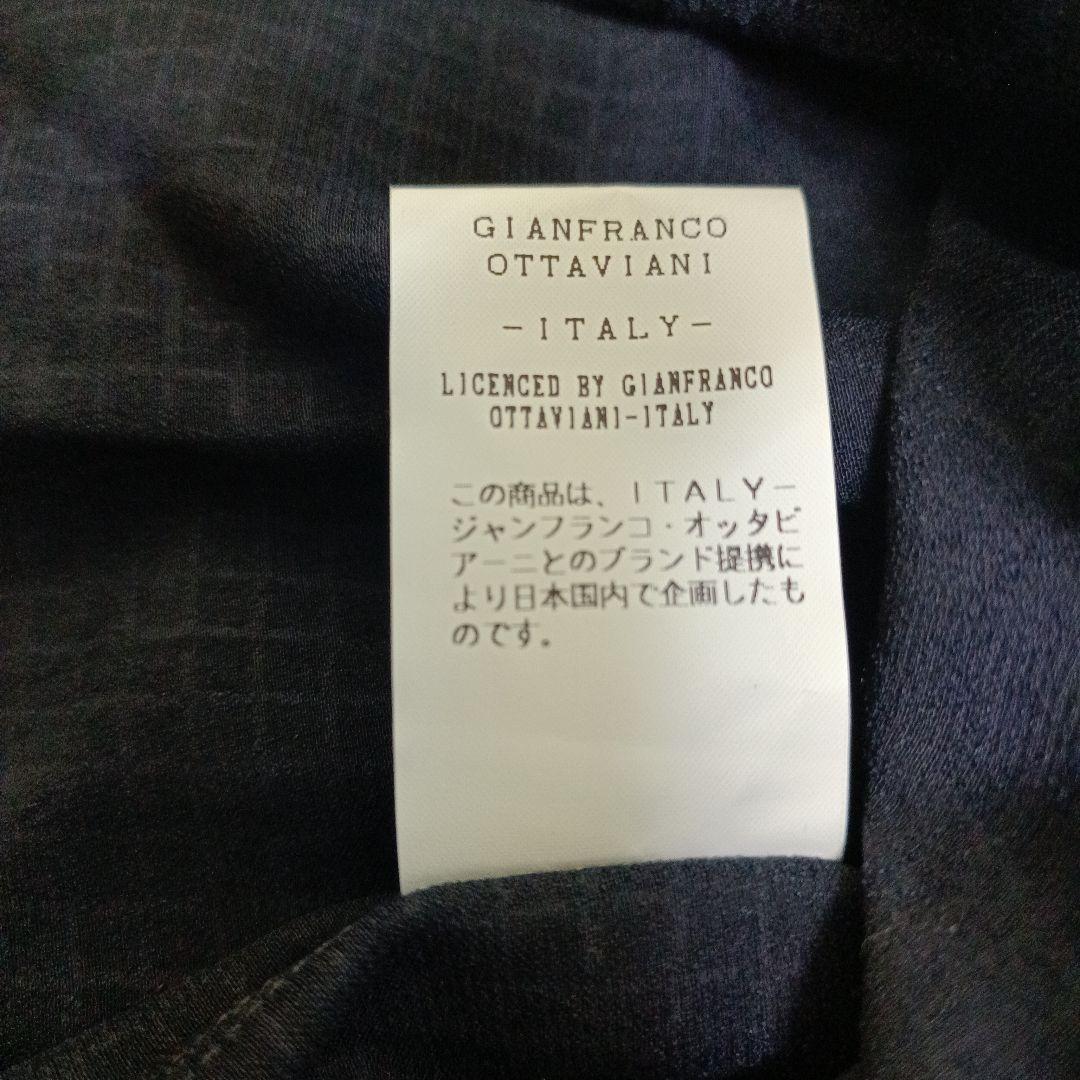 GIANFRANCO
OTTAVIANI
-ITALY-
LICENCED BY GIANFRANCO
OTTAVIANI-ITALY
この商品は、ITALY-
ジャンフランコ・オッタビ
アーニとのブランド提携に
より日本国内で企画したも
のです。